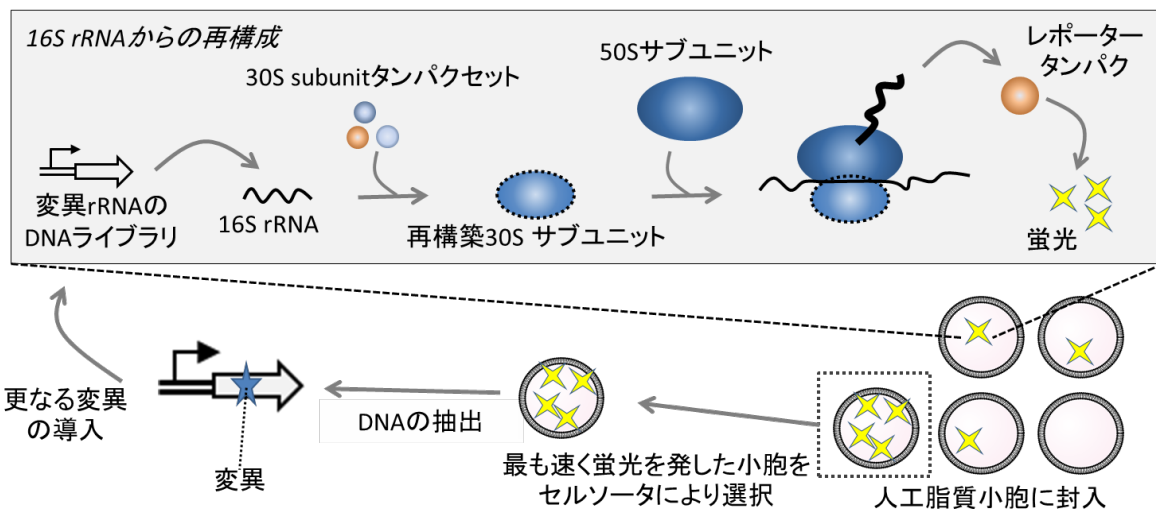 16S rRNAからの再構成
30S subunitタンパクセット
50Sサブユニット
レポーター
タンパク
変異rRNAの
DNAライブラリ
16S rRNA
再構築30S サブユニット
蛍光
更なる変異
の導入
変異
DNAの抽出
最も速く蛍光を発した小胞を
セルソータにより選択
人工脂質小胞に封入